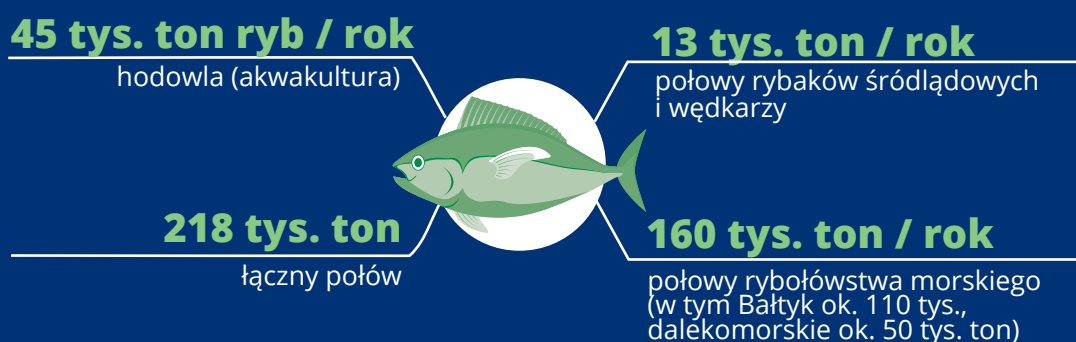 45 tys. ton ryb / rok
hodowla (akwakultura)
13 tys. ton / rok
połowy rybaków śródlądowych
i wędkarzy
218 tys. ton
łączny połów
160 tys. ton / rok
połowy rybołówstwa morskiego
(w tym Bałtyk ok. 110 tys.,
dalekomorskie ok. 50 tys. ton)